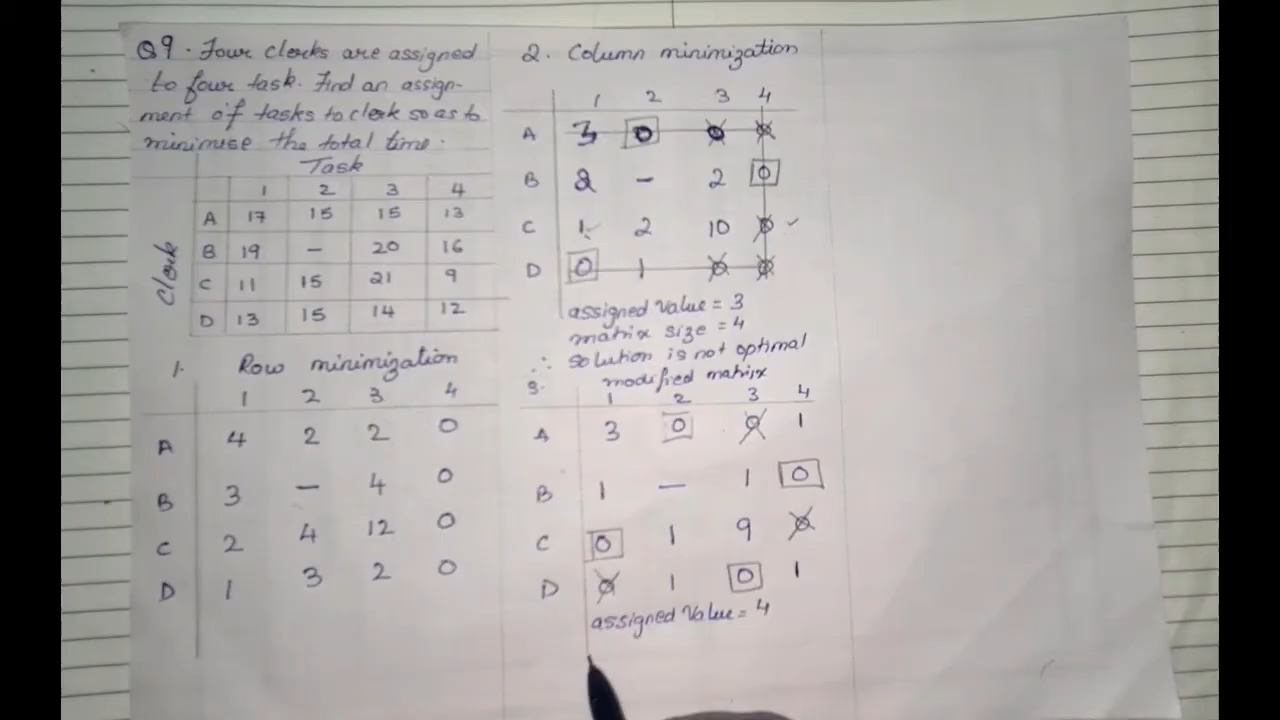 Q9. Four clerks are assigned
to four task. Find an assign-
ment of tasks to clerk so as to
minimise the total time.
Task
Clerk
1 2 3 4
A 17 15 15 13
B 19 — 20 16
C 11 15 21 9
D 13 15 14 12
1. Row minimization
1 2 3 4
A 4 2 2 0
B 3 — 4 0
C 2 4 12 0
D 1 3 2 0
2. Column minimization
1 2 3 4
A 3 0 0 0
B 2 - 2 0
C 1 2 10 0
D 0 1 0 0
assigned value = 3
matrix size = 4
∴ solution is not optimal
3. modified matrix
1 2 3 4
A 3 0 0 1
B 1 — 1 0
C 0 1 9 0
D 0 1 0 1
assigned value = 4